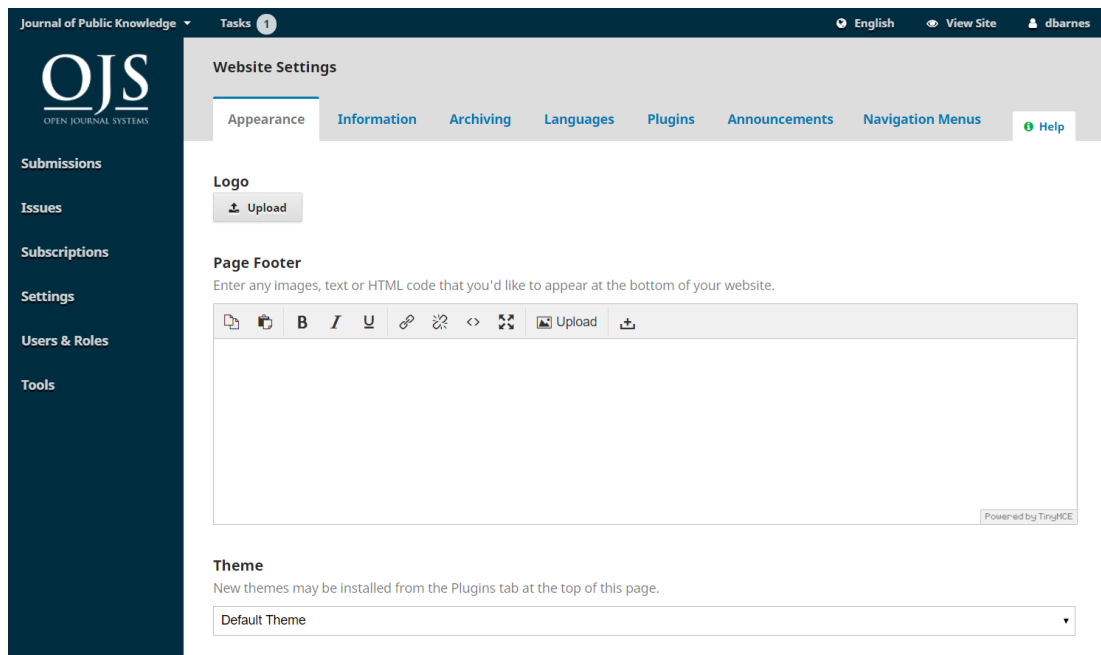 Journal of Public Knowledge Tasks 1 English View Site dbarnes
OJS
OPEN JOURNAL SYSTEMS
Submissions
Issues
Subscriptions
Settings
Users & Roles
Tools
Website Settings
Appearance Information Archiving Languages Plugins Announcements Navigation Menus Help
Logo
Upload
Page Footer
Enter any images, text or HTML code that you'd like to appear at the bottom of your website.
B I U Upload
Powered by TinyMCE
Theme
New themes may be installed from the Plugins tab at the top of this page.
Default Theme